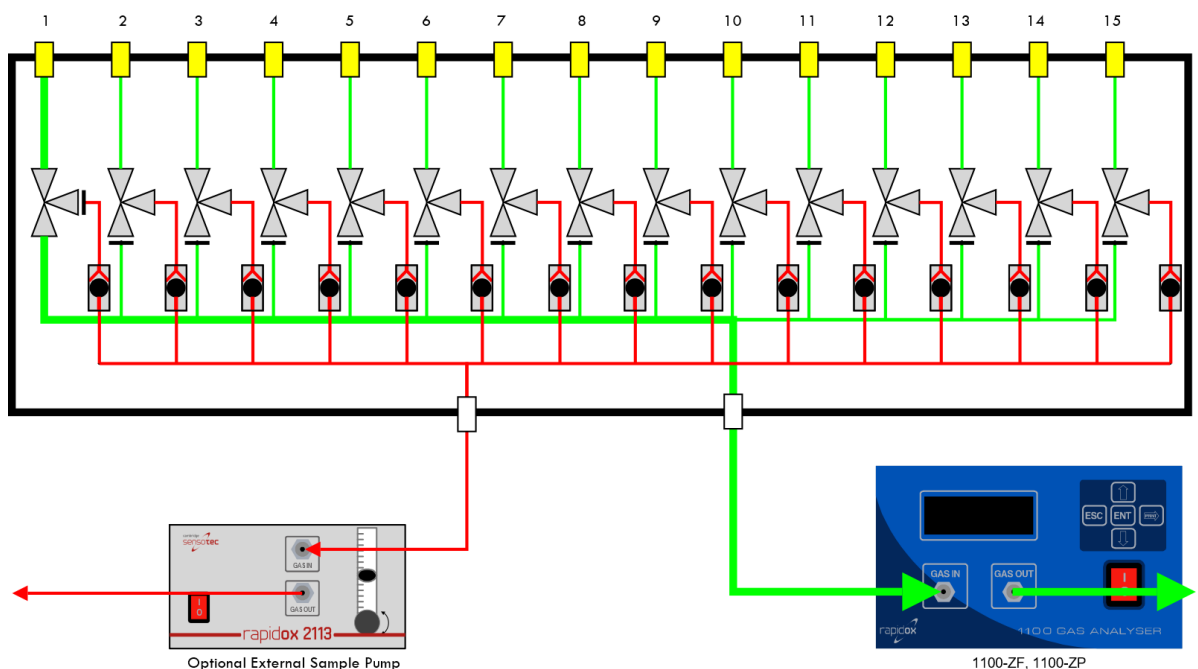 1 2 3 4 5 6 7 8 9 10 11 12 13 14 15
cambridge
sensotec
GAS IN
GAS OUT
I
O
rapidox 2113
Optional External Sample Pump
ESC ENT
GAS IN GAS OUT
I
rapidox
1100 GAS ANALYSER
1100-ZF, 1100-ZP